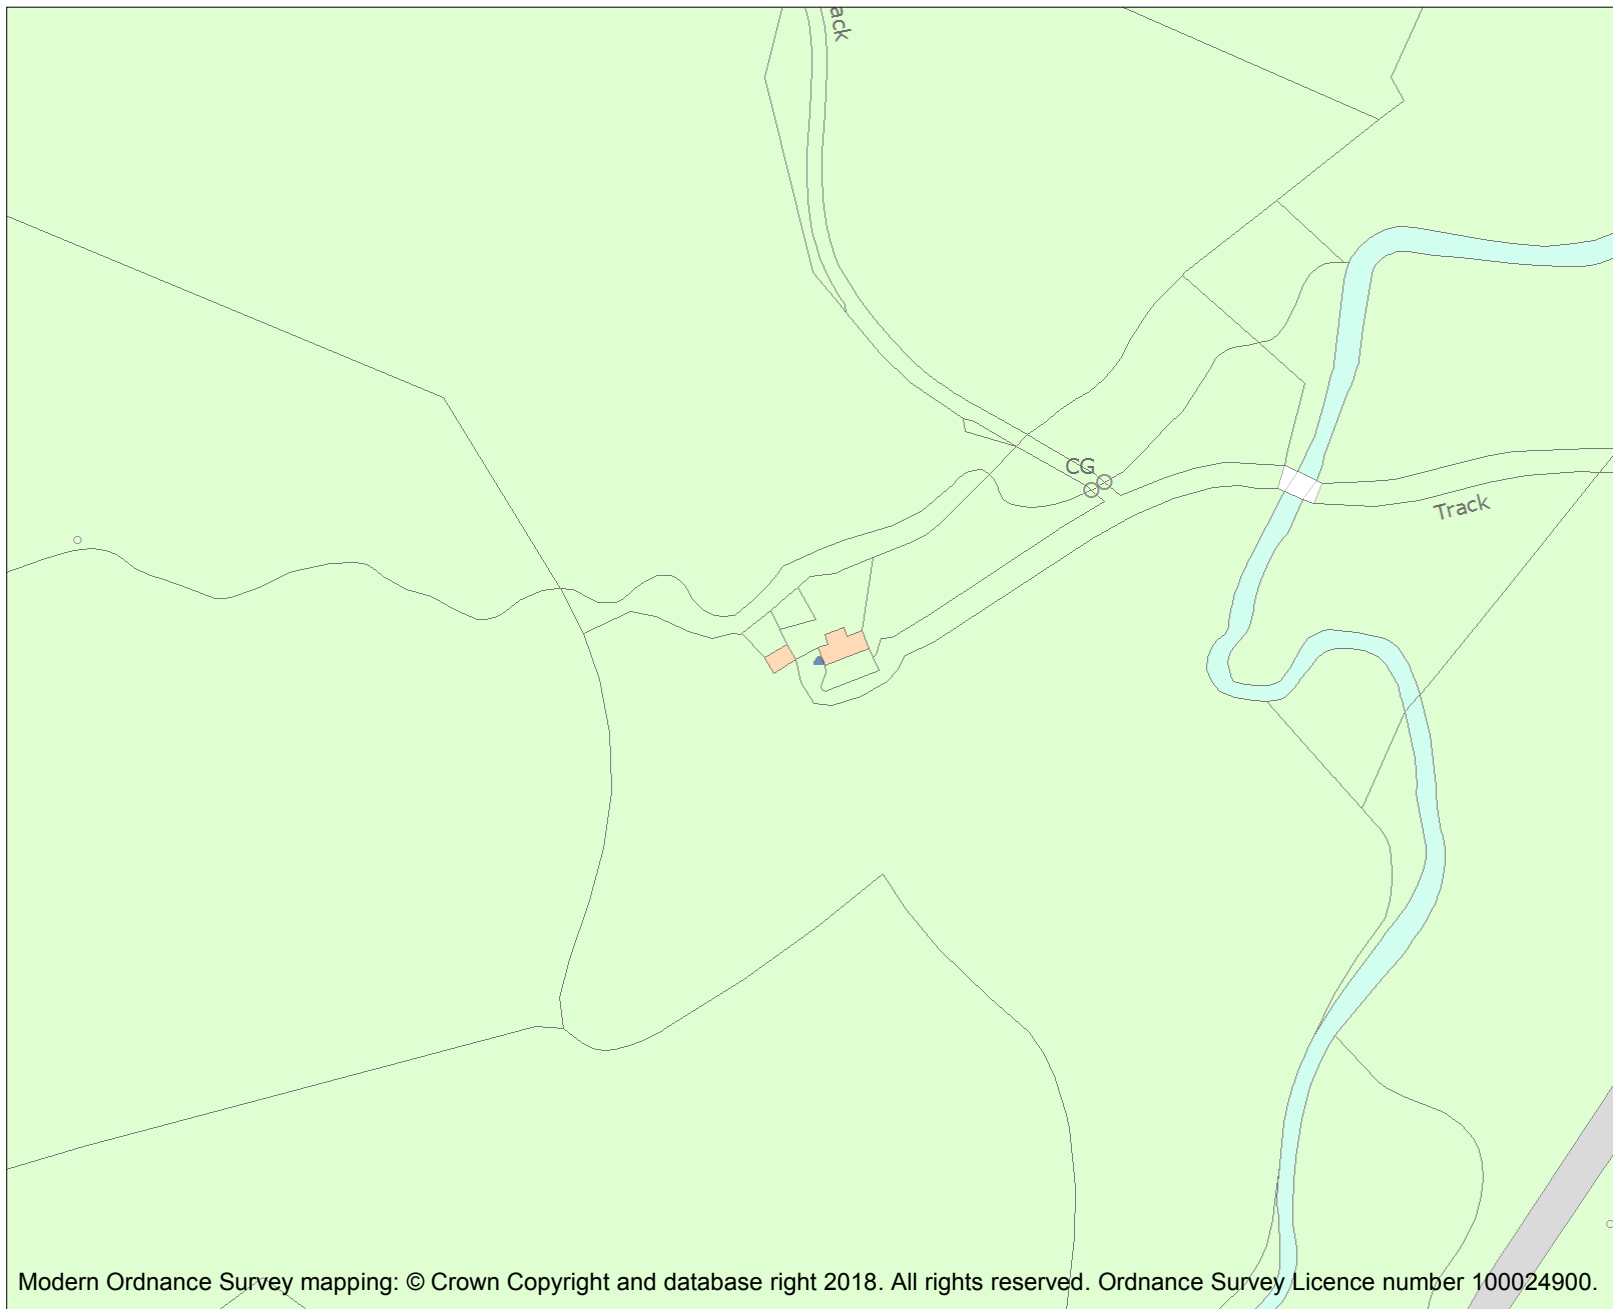 ack
CG
Track
Modern Ordnance Survey mapping: © Crown Copyright and database right 2018. All rights reserved. Ordnance Survey Licence number 100024900.